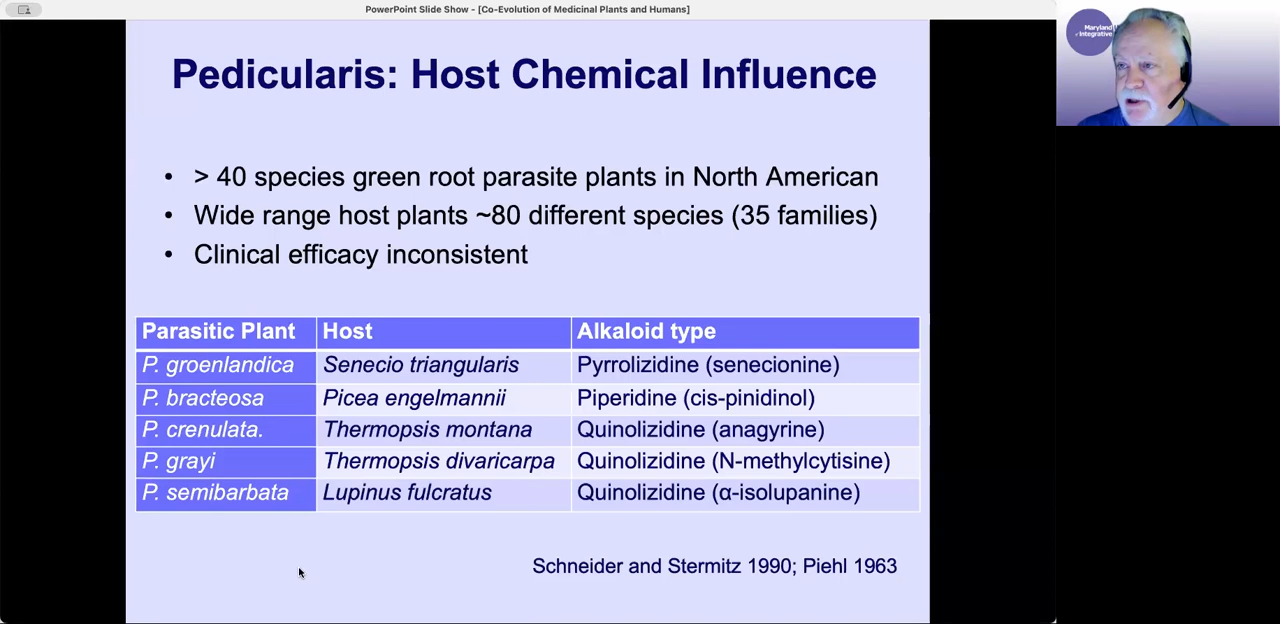 PowerPoint Slide Show - [Co-Evolution of Medicinal Plants and Humans]
Maryland
Integrative
Pedicularis: Host Chemical Influence
• > 40 species green root parasite plants in North American
• Wide range host plants ~80 different species (35 families)
• Clinical efficacy inconsistent
Parasitic Plant Host Alkaloid type
P. groenlandica Senecio triangularis Pyrrolizidine (senecionine)
P. bracteosa Picea engelmannii Piperidine (cis-pinidinol)
P. crenulata. Thermopsis montana Quinolizidine (anagyrine)
P. grayi Thermopsis divaricarpa Quinolizidine (N-methylcytisine)
P. semibarbata Lupinus fulcratus Quinolizidine (α-isolupanine)
Schneider and Stermitz 1990; Piehl 1963